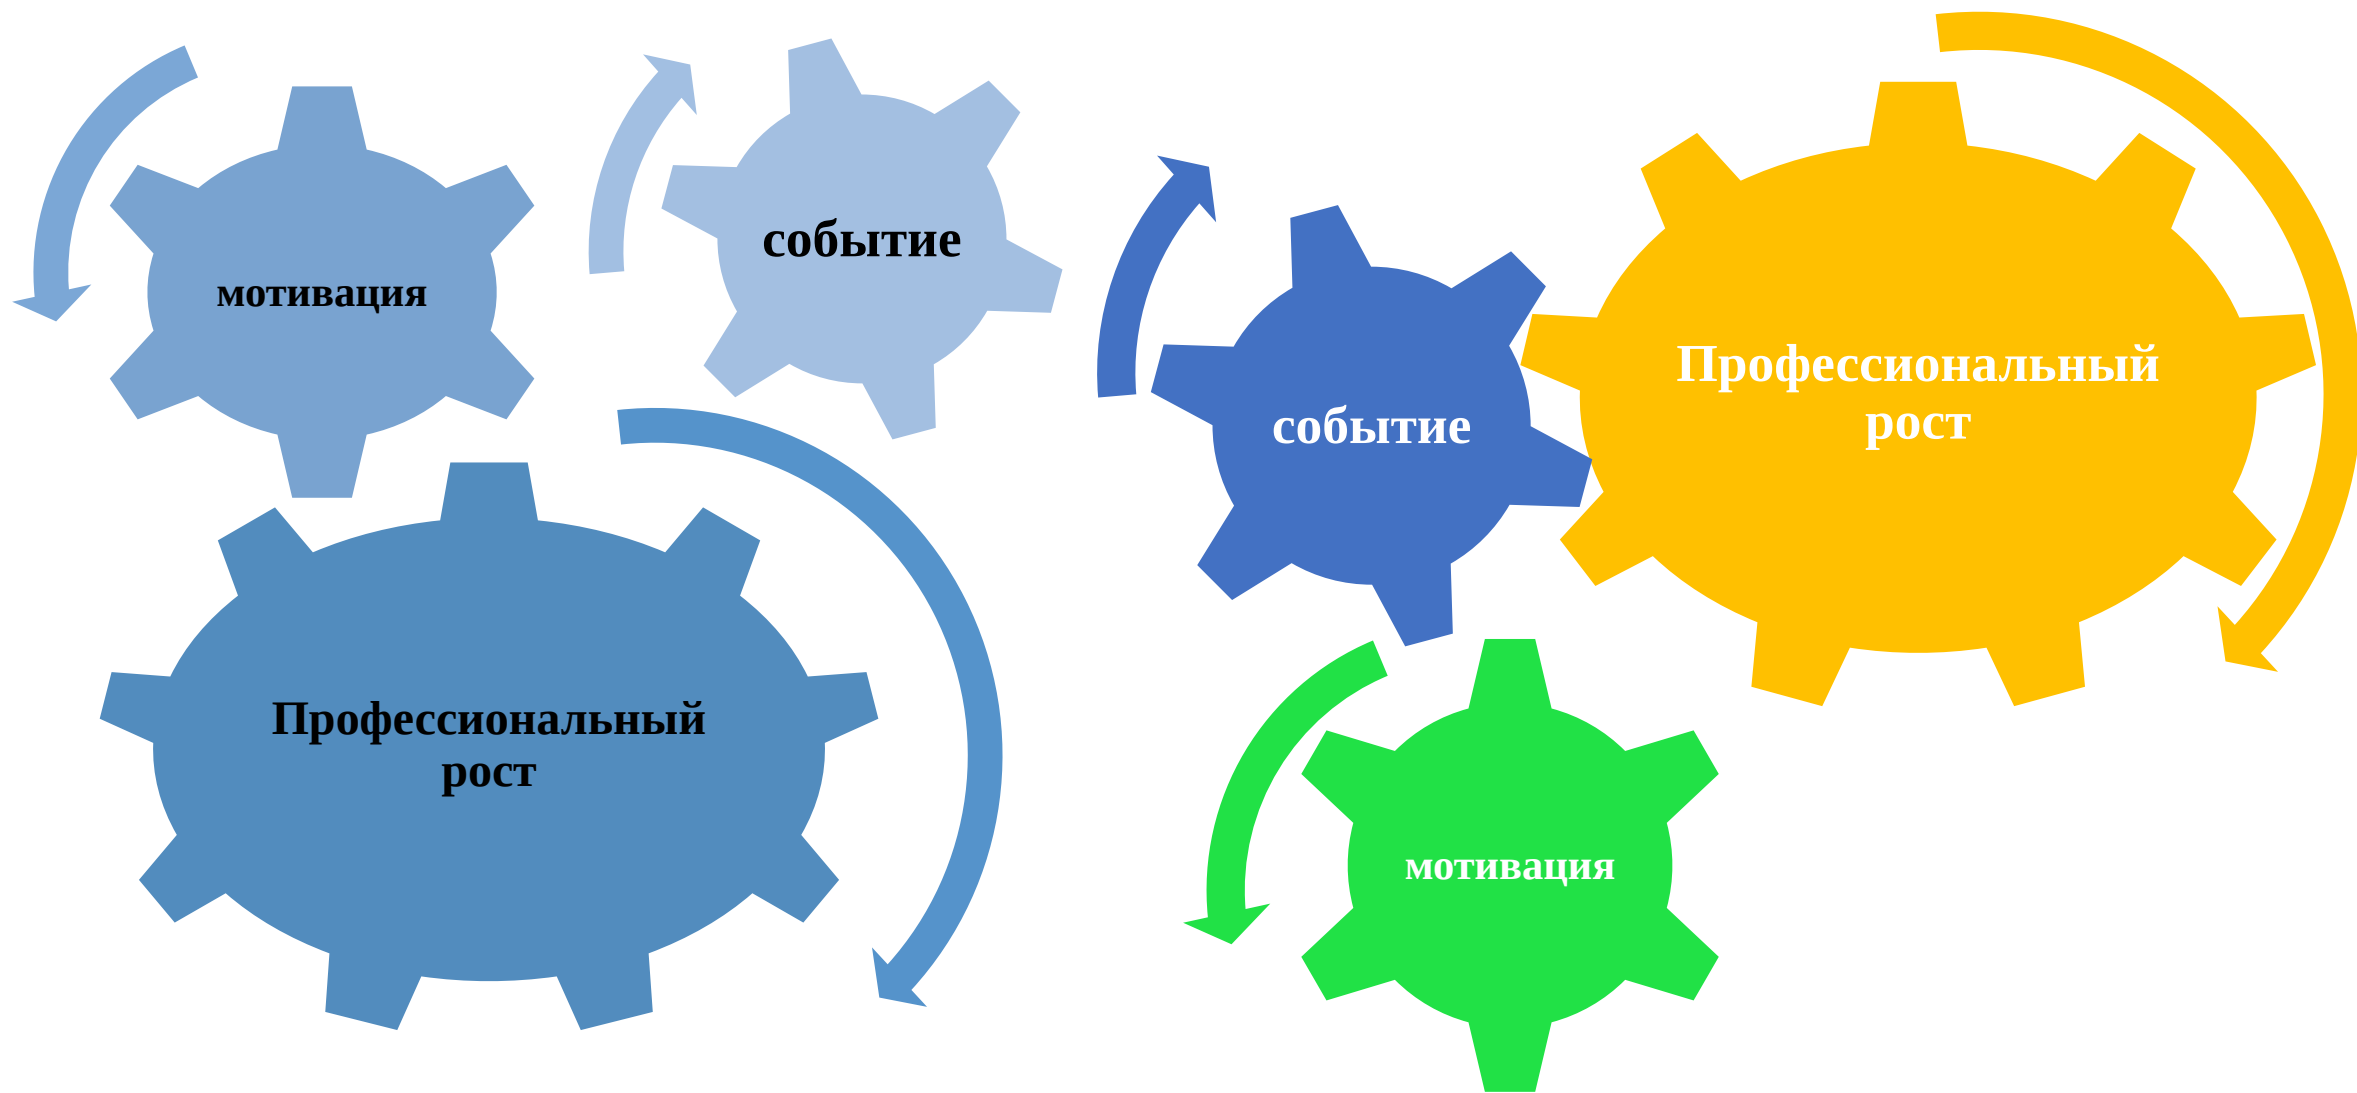 мотивация
событие
Профессиональный
рост
событие
Профессиональный
рост
мотивация